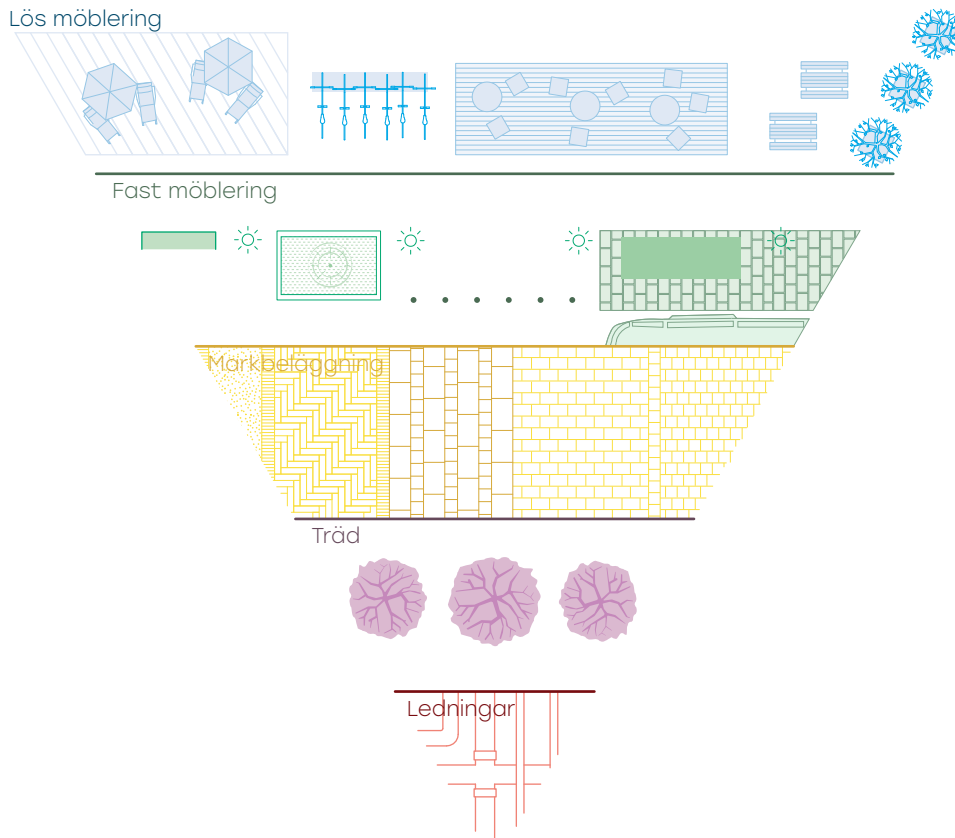 Lös möblering
Fast möblering
Markbeläggning
Träd
Ledningar